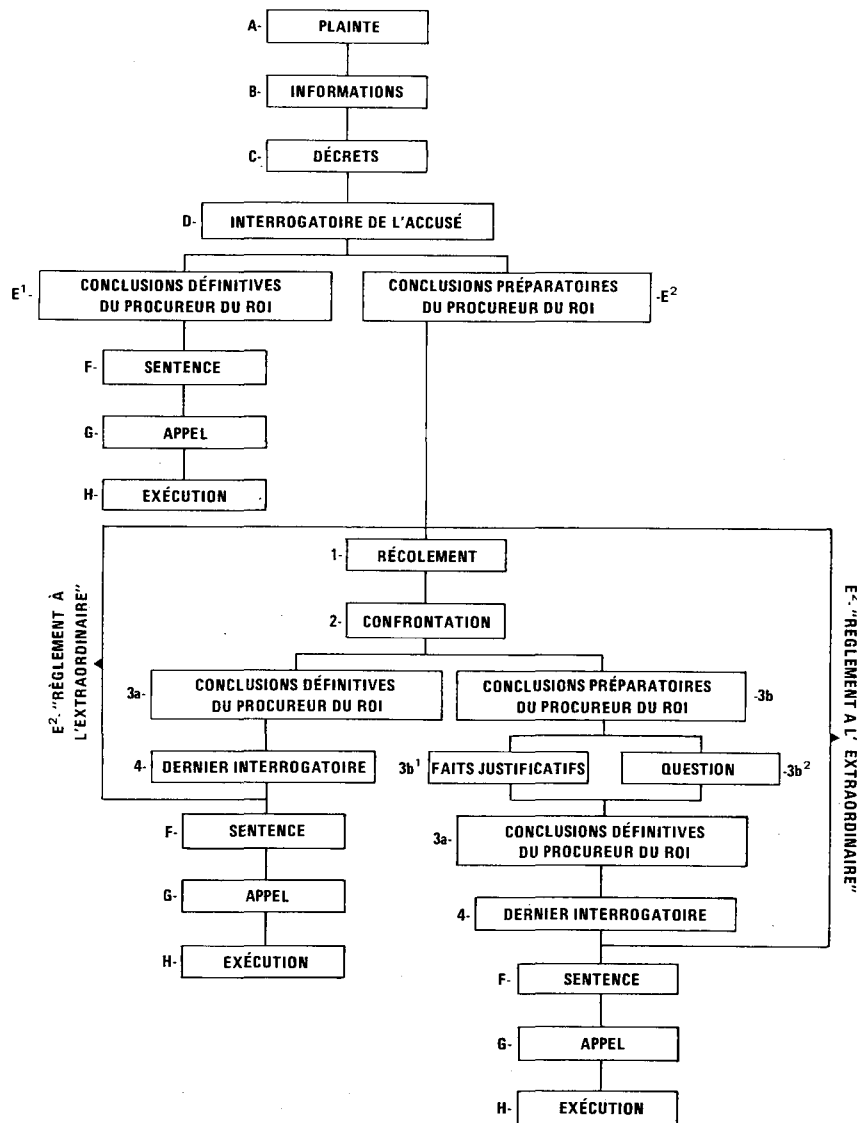 A- PLAINTE
B- INFORMATIONS
C- DÉCRETS
D- INTERROGATOIRE DE L'ACCUSÉ
E¹- CONCLUSIONS DÉFINITIVES
DU PROCUREUR DU ROI
CONCLUSIONS PRÉPARATOIRES
DU PROCUREUR DU ROI -E²
F- SENTENCE
G- APPEL
H- EXÉCUTION
E²- "RÈGLEMENT À
L'EXTRAORDINAIRE"
1- RÉCOLEMENT
2- CONFRONTATION
3a- CONCLUSIONS DÉFINITIVES
DU PROCUREUR DU ROI
CONCLUSIONS PRÉPARATOIRES
DU PROCUREUR DU ROI -3b
4- DERNIER INTERROGATOIRE
3b¹ FAITS JUSTIFICATIFS
QUESTION -3b²
F- SENTENCE
G- APPEL
H- EXÉCUTION
3a- CONCLUSIONS DÉFINITIVES
DU PROCUREUR DU ROI
4- DERNIER INTERROGATOIRE
F- SENTENCE
G- APPEL
H- EXÉCUTION
E²- "RÈGLEMENT A L' EXTRAORDINAIRE"